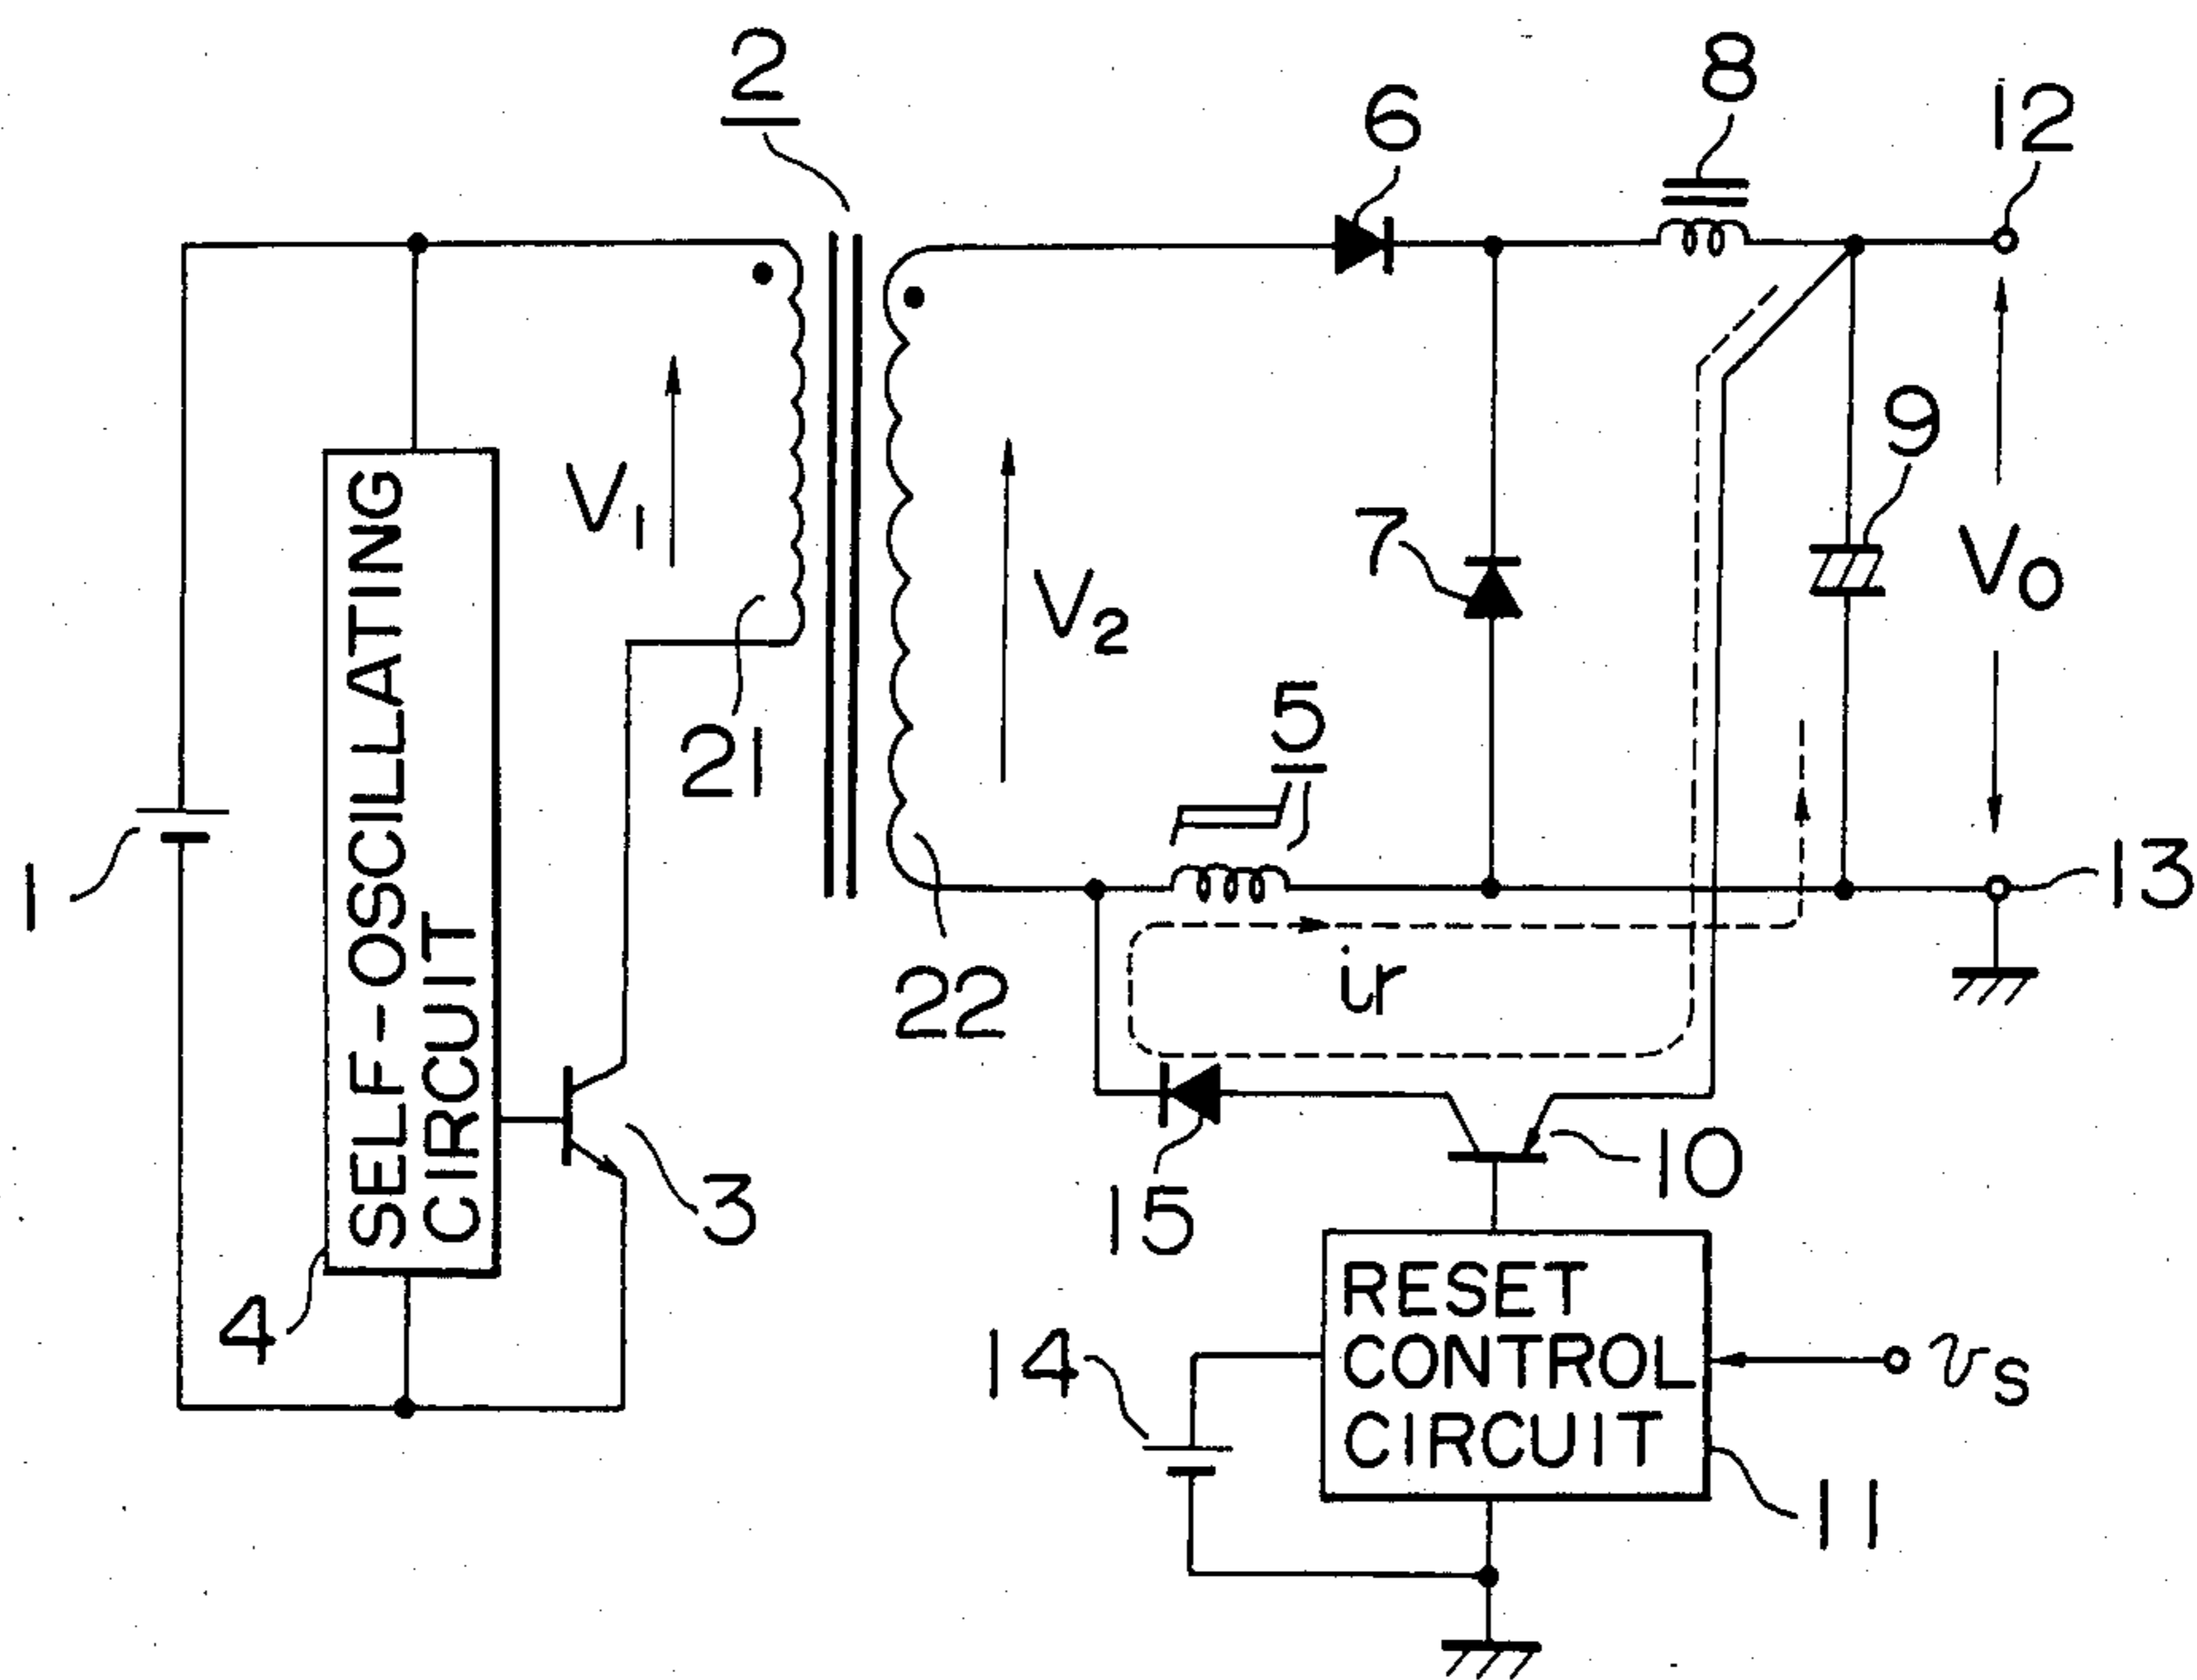 2
8
6
12
SELF-OSCILLATING
CIRCUIT
V₁
9
7
V₀
V₂
5
21
1
13
22
ir
3
10
15
4
RESET
CONTROL
CIRCUIT
14
vs
11